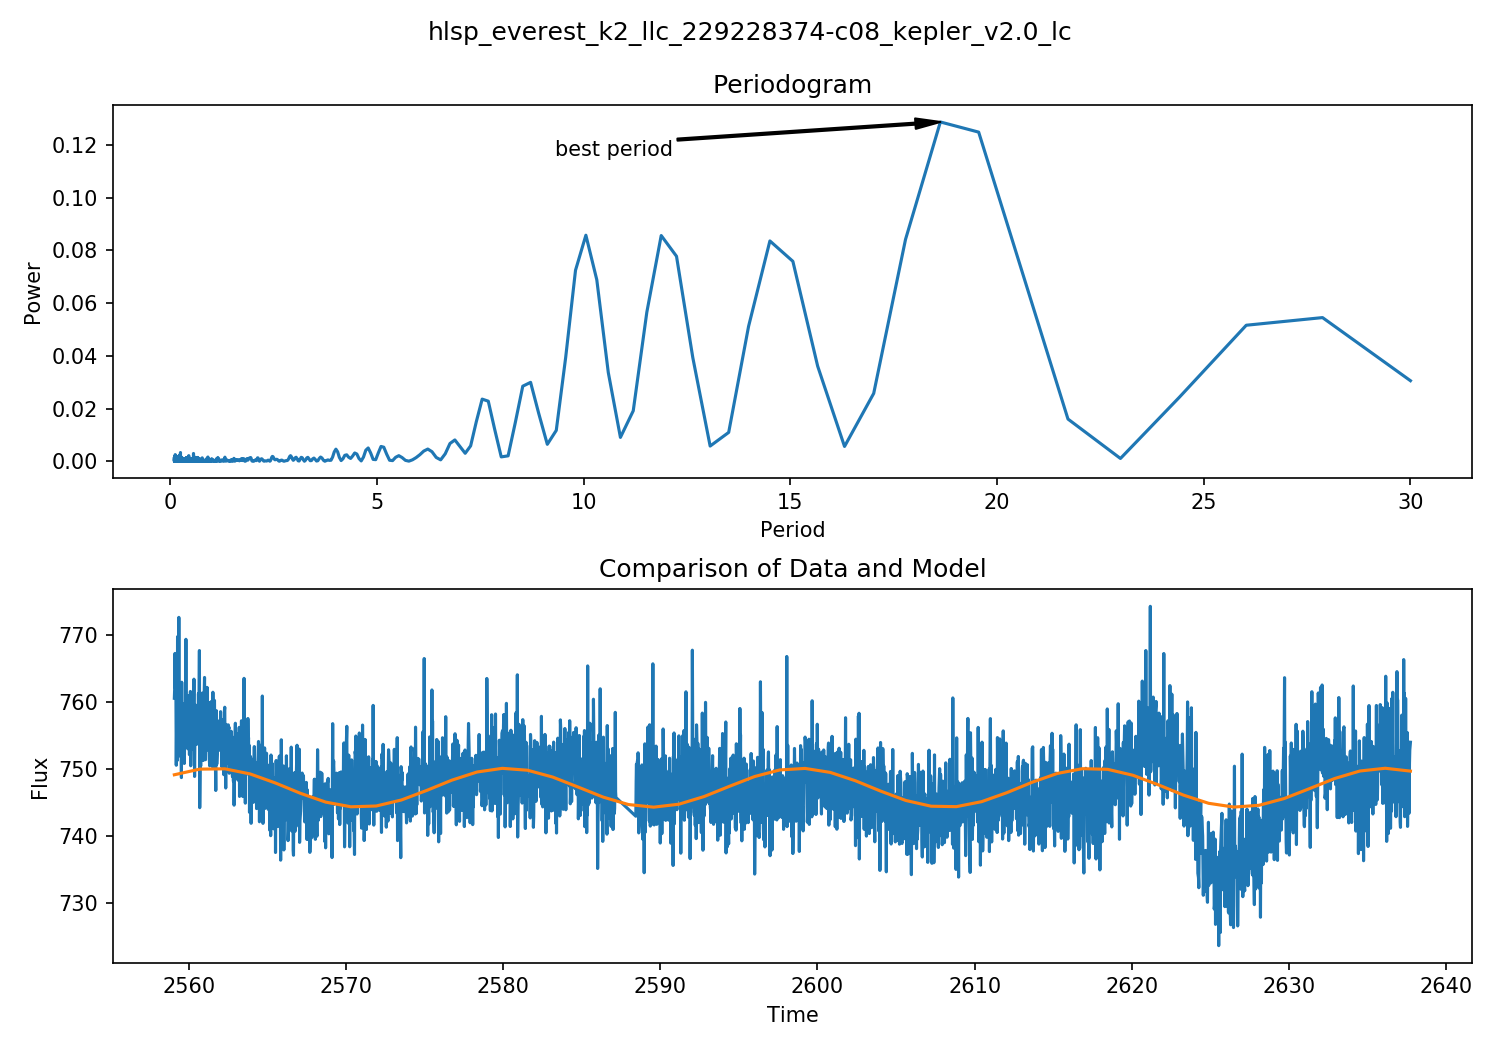 hlsp_everest_k2_llc_229228374-c08_kepler_v2.0_lc
Periodogram
0.12
0.10
0.08
0.06
0.04
0.02
0.00
Power
best period
0 5 10 15 20 25 30
Period
Comparison of Data and Model
770
760
750
740
730
Flux
2560 2570 2580 2590 2600 2610 2620 2630 2640
Time